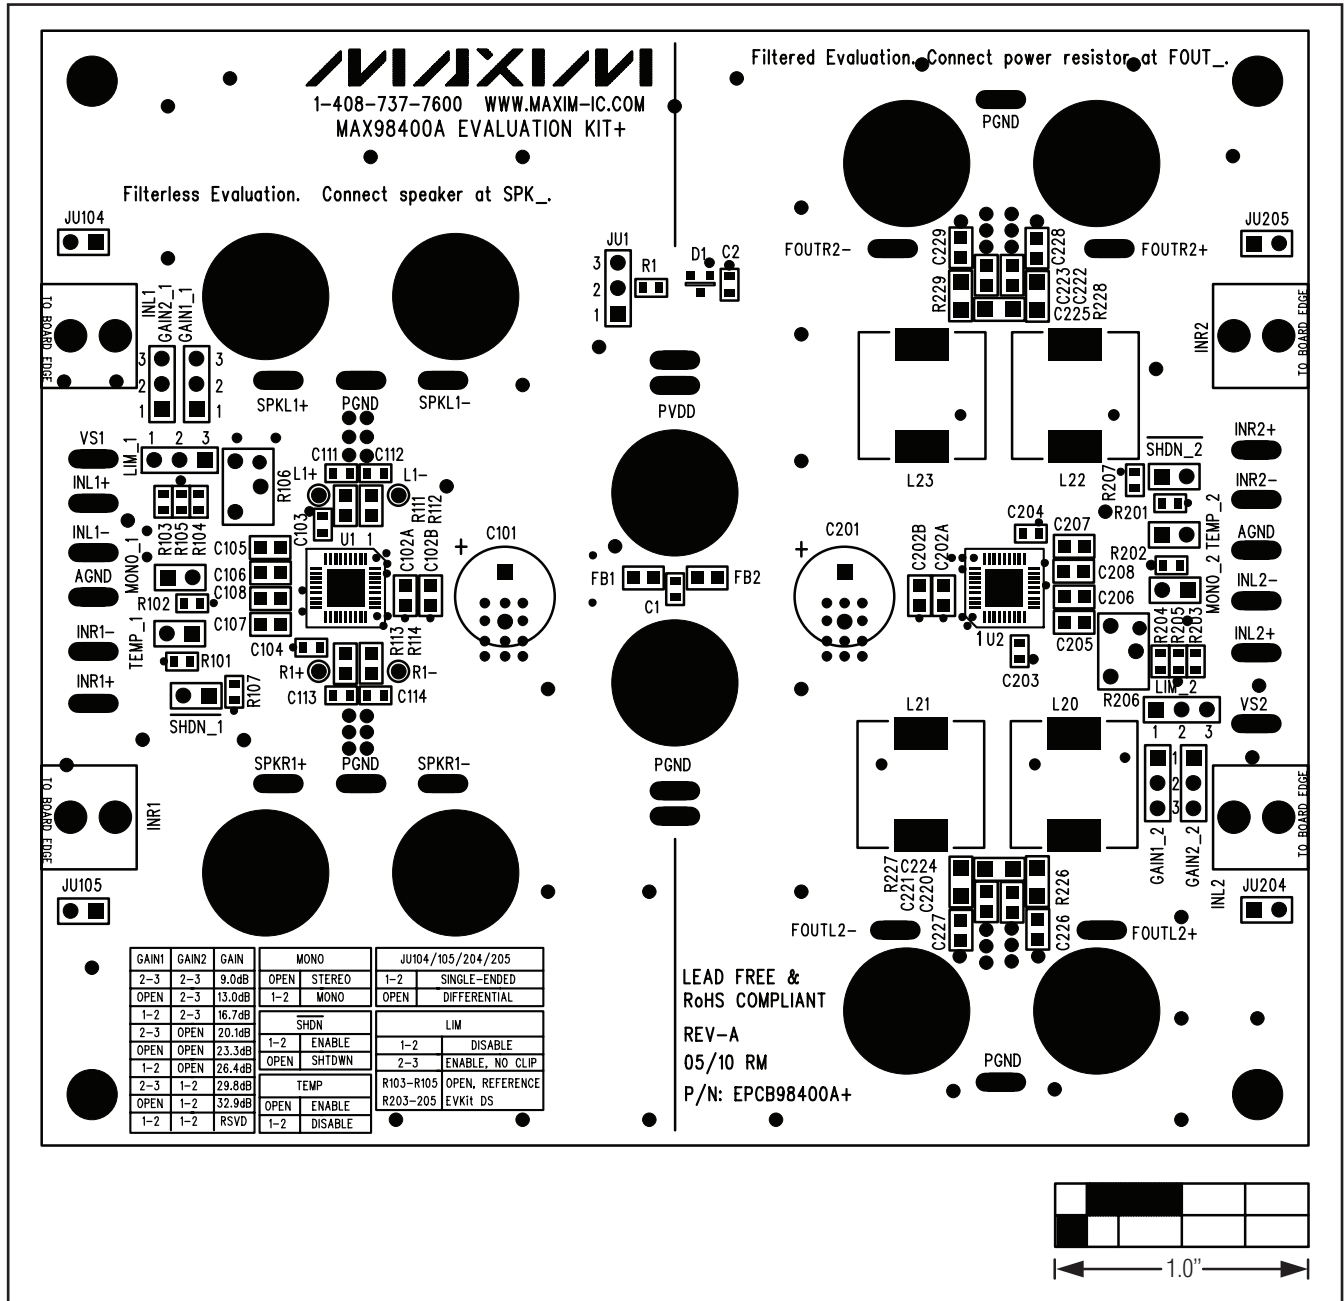 MAXIM
1-408-737-7600 WWW.MAXIM-IC.COM
MAX98400A EVALUATION KIT+
Filtered Evaluation. Connect power resistor at FOUT_.
PGND
Filterless Evaluation. Connect speaker at SPK_.
JU104
JU1
3
2
1
R1
D1
C2
FOUTR2-
C229
C228
FOUTR2+
JU205
R229
C223
C222
C225
R228
TO BOARD EDGE
INL1
GAIN2_1
GAIN1_1
3
2
1
3
2
1
INR2
TO BOARD EDGE
SPKL1+
PGND
SPKL1-
PVDD
L23
L22
VS1
LIM_1
1 2 3
R106
C111
C112
L1+
L1-
R111
R112
INL1+
INL1-
AGND
INR1-
INR1+
R103
R105
R104
C103
U1 1
C102A
C102B
C105
C106
C108
C107
MONO_1
R102
TEMP_1
R101
R107
SHDN_1
C104
R1+
R1-
R113
R114
C113
C114
+
C101
FB1
FB2
C1
+
C201
C202B
C202A
C204
1 U2
C203
C207
C208
C206
C205
R207
SHDN_2
R201
TEMP_2
R202
MONO_2
R204
R205
R203
R206
LIM_2
1 2 3
INR2+
INR2-
AGND
INL2-
INL2+
VS2
L21
L20
SPKR1+
PGND
SPKR1-
PGND
TO BOARD EDGE
INR1
1
2
3
GAIN1_2
GAIN2_2
INL2
TO BOARD EDGE
JU105
JU204
R227
C224
C221
C220
C227
R226
C226
FOUTL2-
FOUTL2+
PGND
GAIN1 GAIN2 GAIN
2-3 2-3 9.0dB
OPEN 2-3 13.0dB
1-2 2-3 16.7dB
2-3 OPEN 20.1dB
OPEN OPEN 23.3dB
1-2 OPEN 26.4dB
2-3 1-2 29.8dB
OPEN 1-2 32.9dB
1-2 1-2 RSVD
MONO
OPEN STEREO
1-2 MONO
SHDN
1-2 ENABLE
OPEN SHTDWN
TEMP
OPEN ENABLE
1-2 DISABLE
JU104/105/204/205
1-2 SINGLE-ENDED
OPEN DIFFERENTIAL
LIM
1-2 DISABLE
2-3 ENABLE, NO CLIP
R103-R105 OPEN, REFERENCE
R203-205 EVKit DS
LEAD FREE &
RoHS COMPLIANT
REV-A
05/10 RM
P/N: EPCB98400A+
1.0"